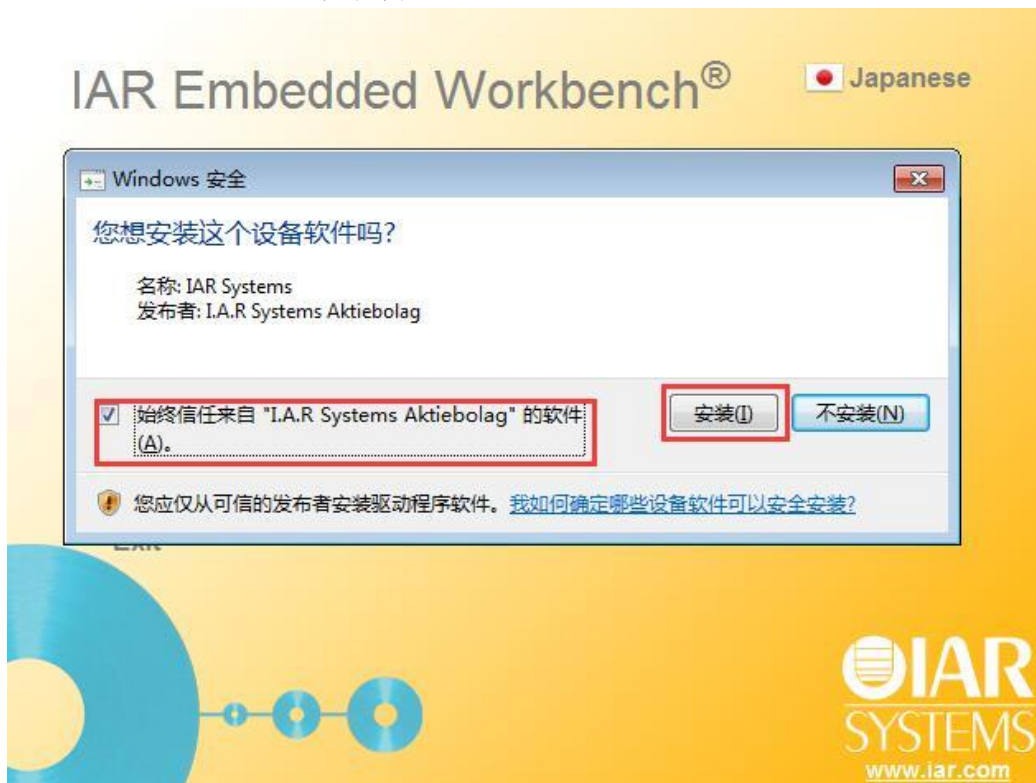 IAR Embedded Workbench®
Japanese
Windows 安全
您想安装这个设备软件吗?
名称: IAR Systems
发布者: I.A.R Systems Aktiebolag
始终信任来自 "I.A.R Systems Aktiebolag" 的软件
(A)。
安装(I)
不安装(N)
您应仅从可信的发布者安装驱动程序软件。我如何确定哪些设备软件可以安全安装?
IAR
SYSTEMS
www.iar.com